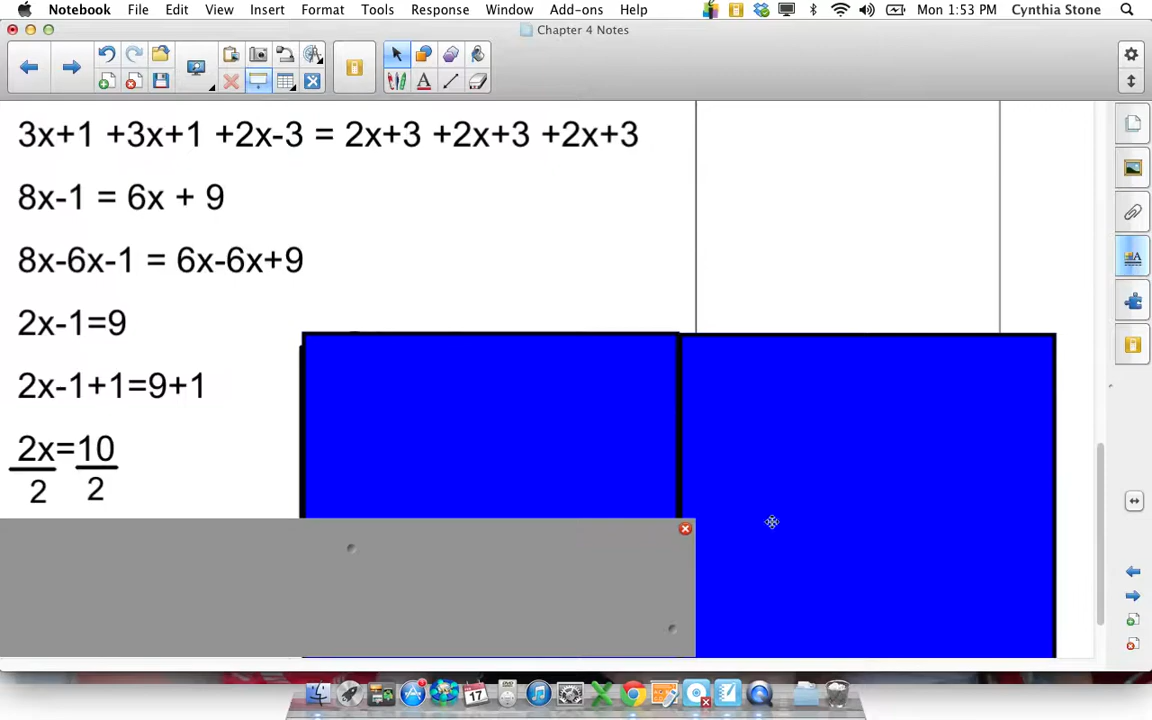 Notebook File Edit View Insert Format Tools Response Window Add-ons Help Mon 1:53 PM Cynthia Stone
Chapter 4 Notes
3x+1 +3x+1 +2x-3 = 2x+3 +2x+3 +2x+3
8x-1 = 6x + 9
8x-6x-1 = 6x-6x+9
2x-1=9
2x-1+1=9+1
2x=10
2 2
17